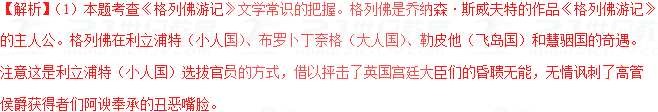 【解析】（1）本题考查《格列佛游记》文学常识的把握。格列佛是乔纳森·斯威夫特的作品《格列佛游记》
的主人公。格列佛在利立浦特（小人国）、布罗卜丁奈格（大人国）、勒皮他（飞岛国）和慧骃国的奇遇。
注意这是利立浦特（小人国）选拔官员的方式，借以抨击了英国宫廷大臣们的昏聩无能，无情讽刺了高管
侯爵获得者们阿谀奉承的丑恶嘴脸。